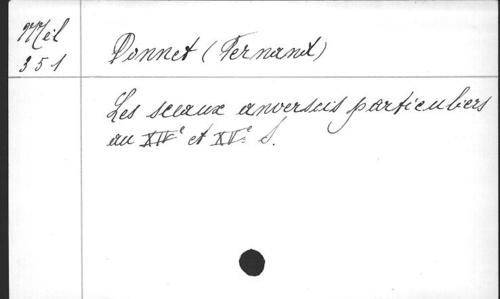 Mél
351
Donnet (Fernand)
Les sceaux anversois particuliers
au XIVe et XVe S.